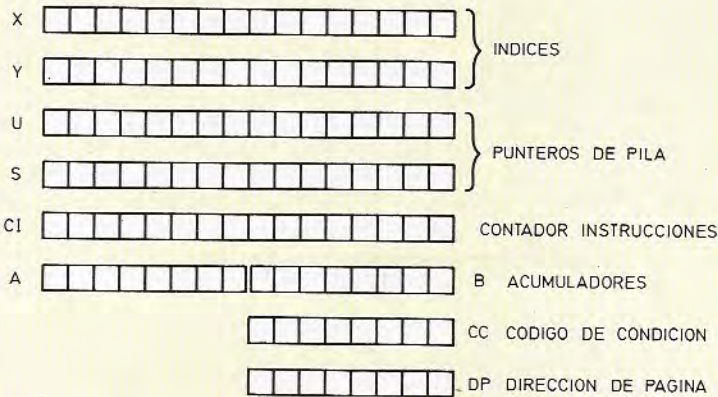 X
INDICES
Y
U
PUNTEROS DE PILA
S
CI CONTADOR INSTRUCCIONES
A B ACUMULADORES
CC CODIGO DE CONDICION
DP DIRECCION DE PAGINA